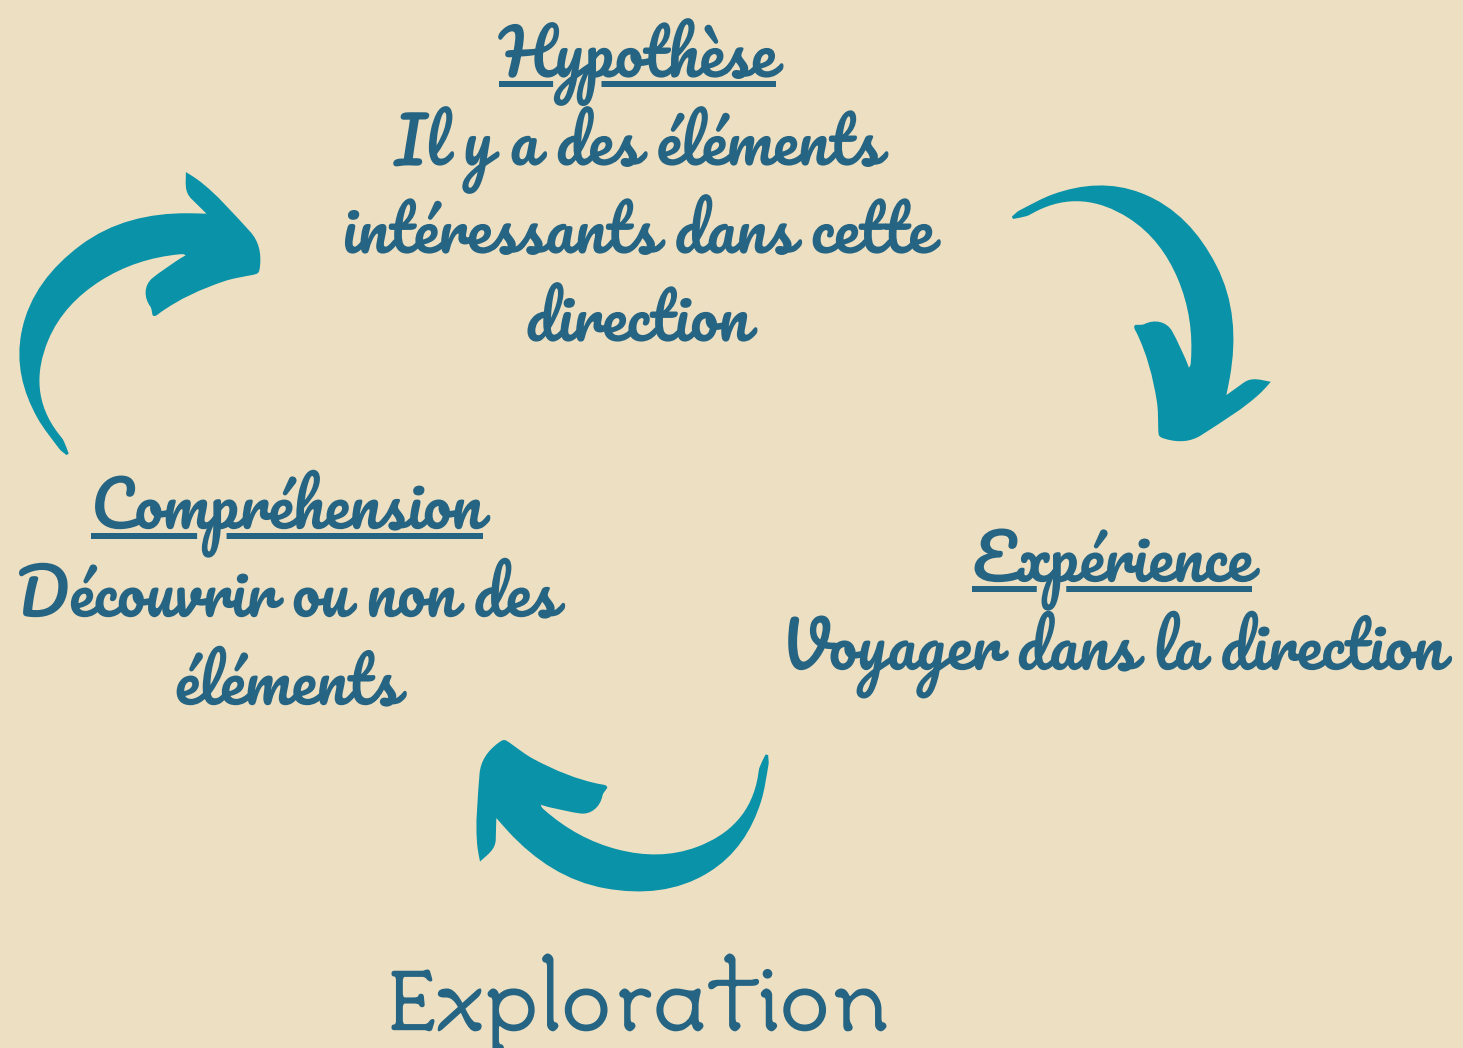 Hypothèse
Il y a des éléments
intéressants dans cette
direction
Expérience
Voyager dans la direction
Compréhension
Découvrir ou non des
éléments
Exploration